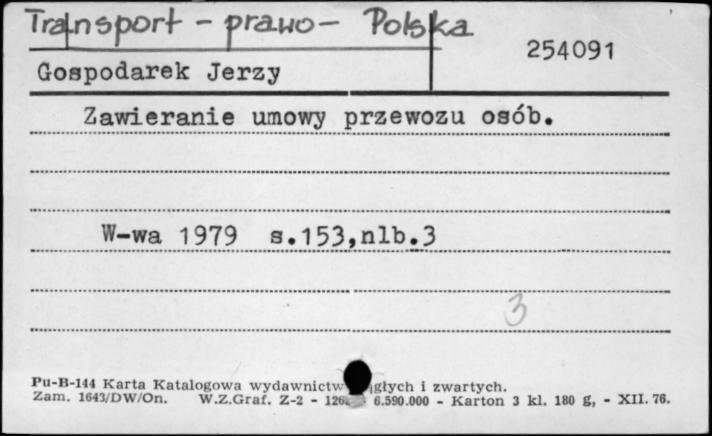 Transport - prawo - Polska
254091
Gospodarek Jerzy
Zawieranie umowy przewozu osób.
W-wa 1979 s.153,nlb.3
3
Pu-B-144 Karta Katalogowa wydawnictw i zwartych.
Zam. 1643/DW/On. W.Z.Graf. Z-2 - 6.590.000 - Karton 3 kl. 180 g, - XII. 76.